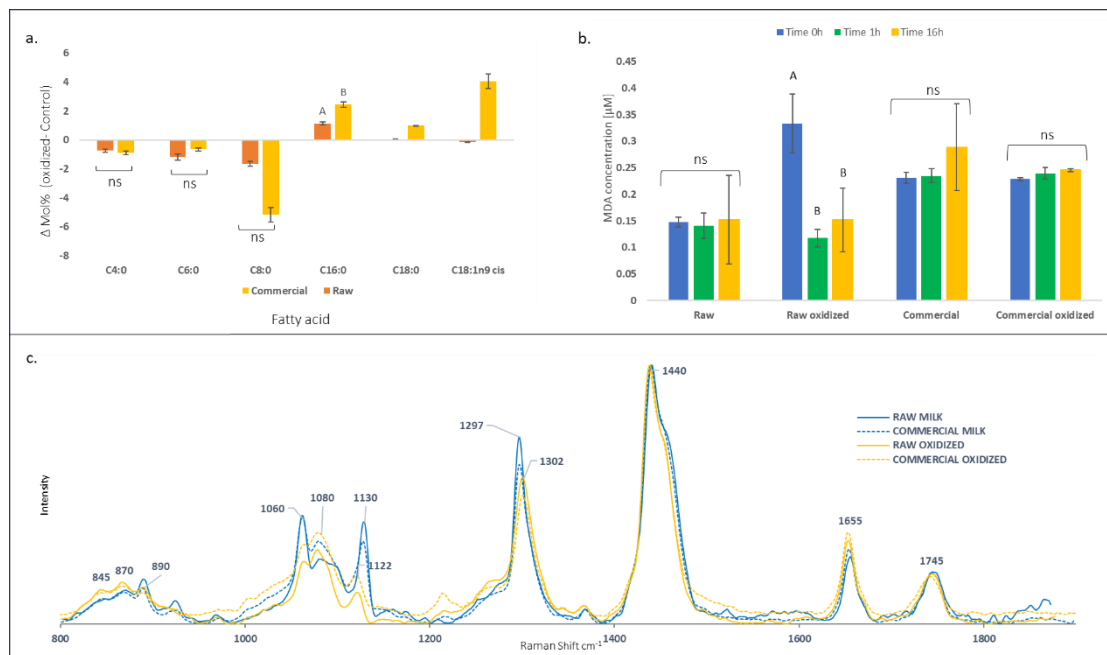 a.
6
4
2
0
-2
-4
-6
-8
Δ Mol% (oxidized- Control)
A
B
ns
ns
ns
C4:0
C6:0
C8:0
C16:0
C18:0
C18:1n9 cis
Commercial
Raw
Fatty acid
b.
Time 0h
Time 1h
Time 16h
0.45
0.4
0.35
0.3
0.25
0.2
0.15
0.1
0.05
0
MDA concentration [µM]
ns
A
B
B
ns
ns
Raw
Raw oxidized
Commercial
Commercial oxidized
c.
Intensity
845
870
890
1060
1080
1130
1122
1297
1302
1440
1655
1745
RAW MILK
COMMERCIAL MILK
RAW OXIDIZED
COMMERCIAL OXIDIZED
800
1000
1200
1400
1600
1800
Raman Shift cm⁻¹